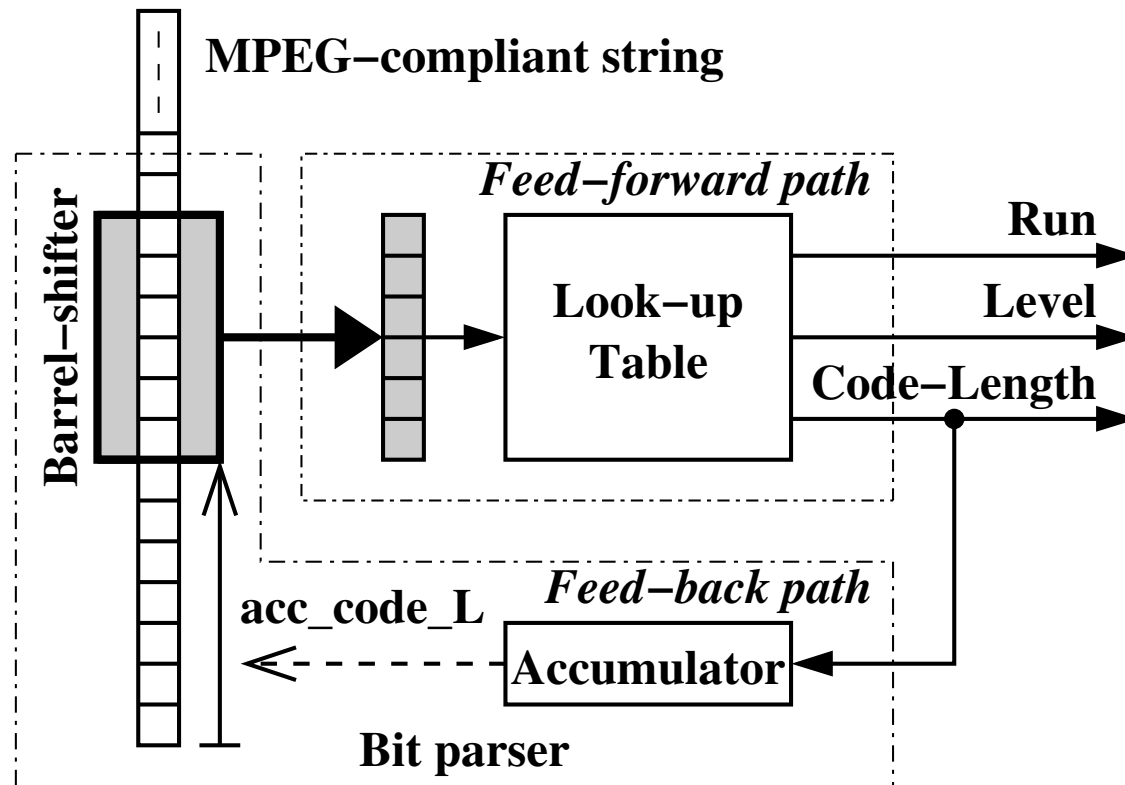 MPEG−compliant string
Feed−forward path
Barrel−shifter
Look−up
Table
Run
Level
Code−Length
Feed−back path
acc_code_L
Accumulator
Bit parser